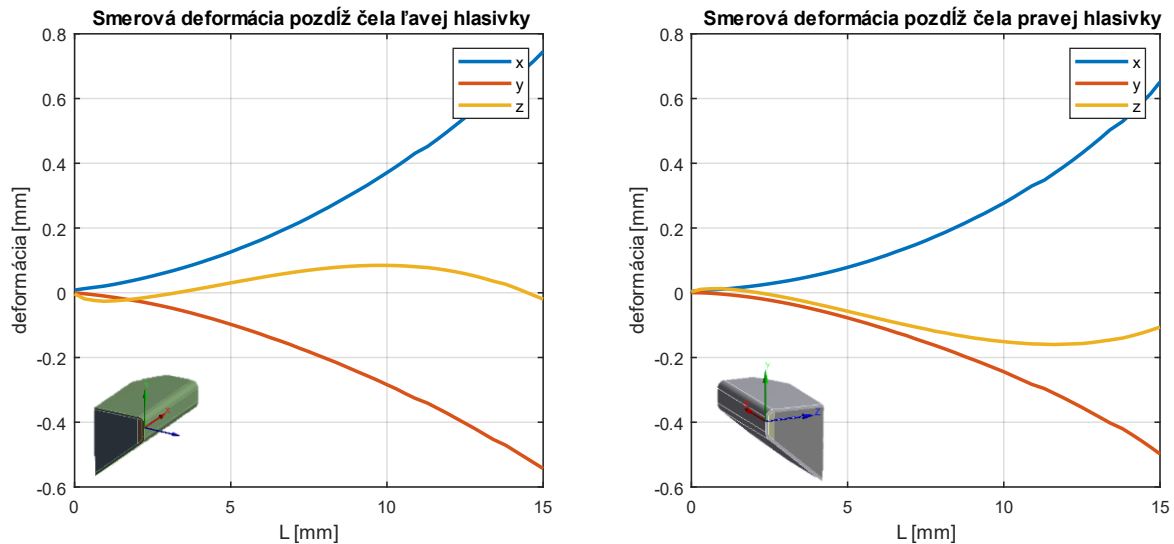 Smerová deformácia pozdĺž čela ľavej hlasivky
0.8
0.6
0.4
0.2
0
-0.2
-0.4
-0.6
deformácia [mm]
x
y
z
0
5
10
15
L [mm]
Smerová deformácia pozdĺž čela pravej hlasivky
0.8
0.6
0.4
0.2
0
-0.2
-0.4
-0.6
deformácia [mm]
x
y
z
Y
Z
0
5
10
15
L [mm]